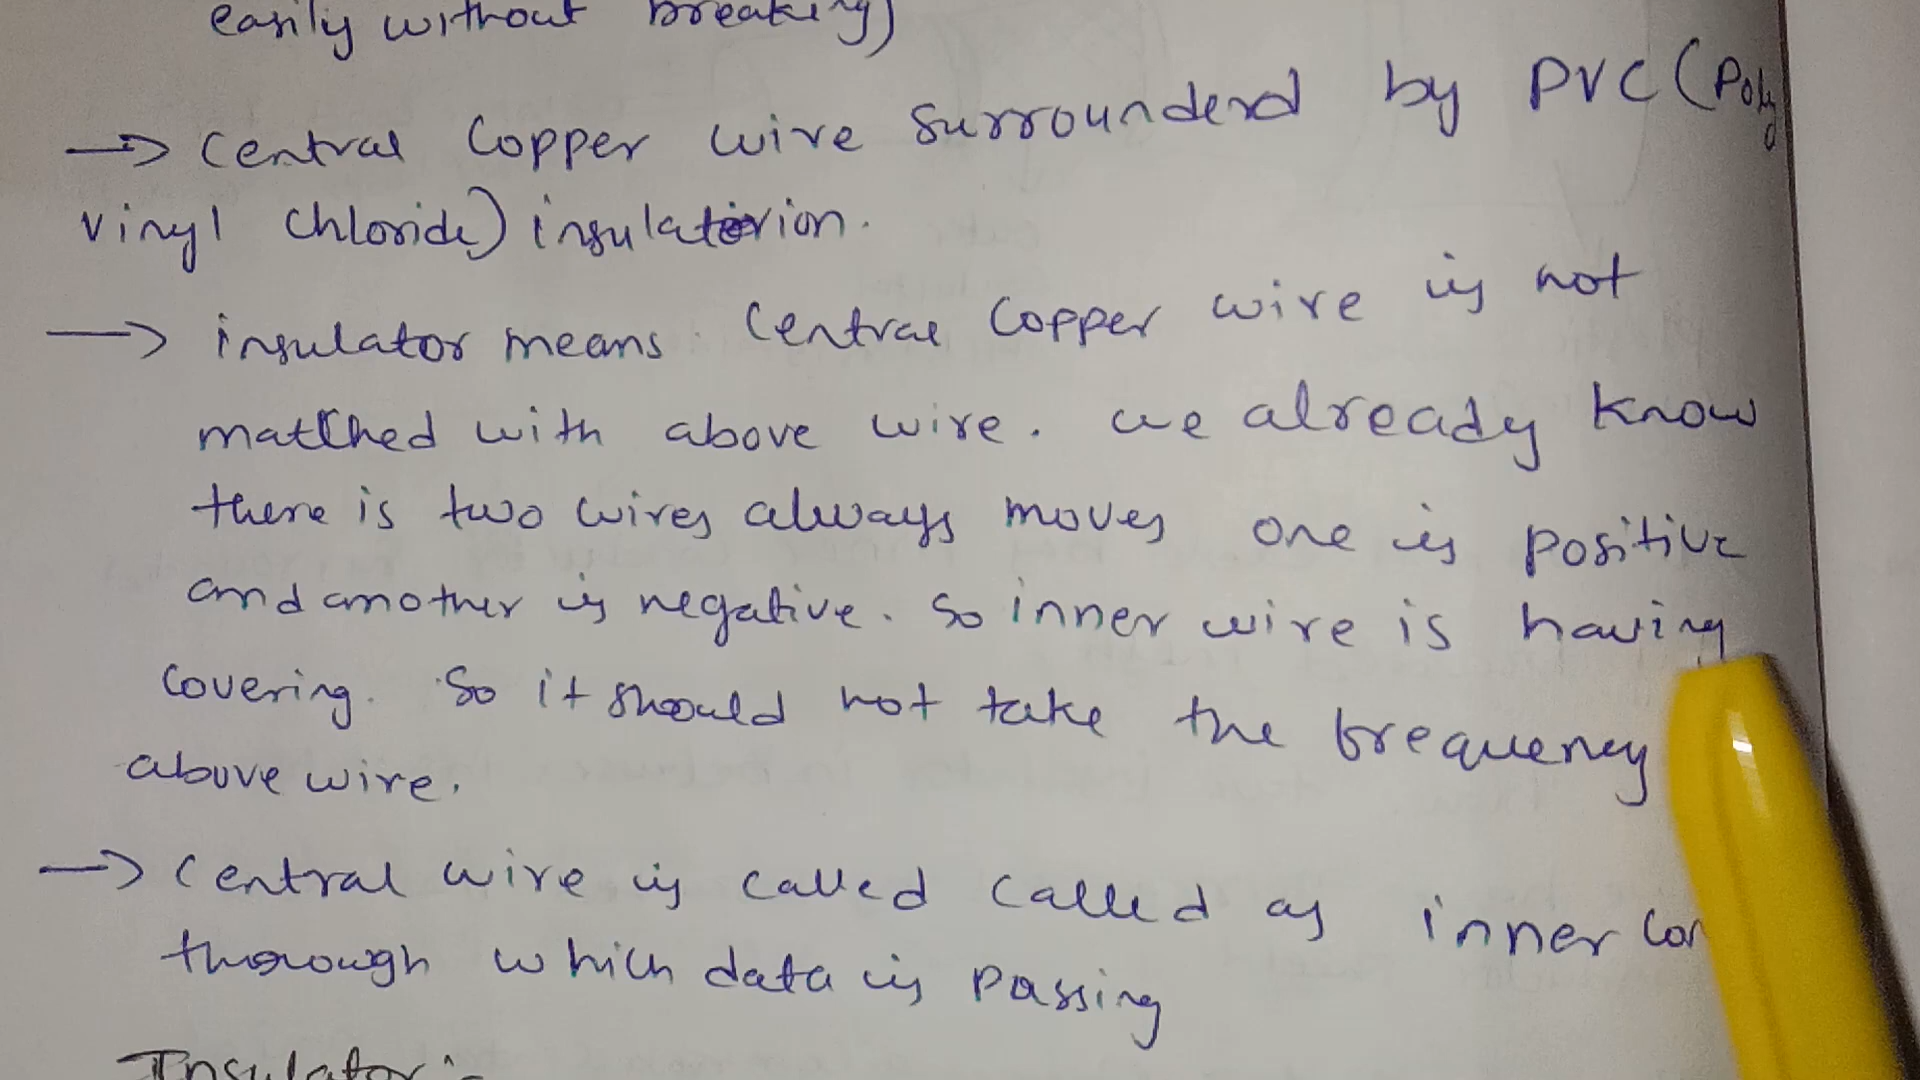 easily without breaking)
→ Central Copper wire surrounderd by PVC (Poly
vinyl chloride) insulation.
→ insulator means. Central Copper wire is not
matched with above wire. we already know
there is two wires always moves one is positive
and another is negative. So inner wire is having
covering. So it should not take the frequency
above wire.
→ Central wire is called called as inner
thorough which data is passing
Insulator:-